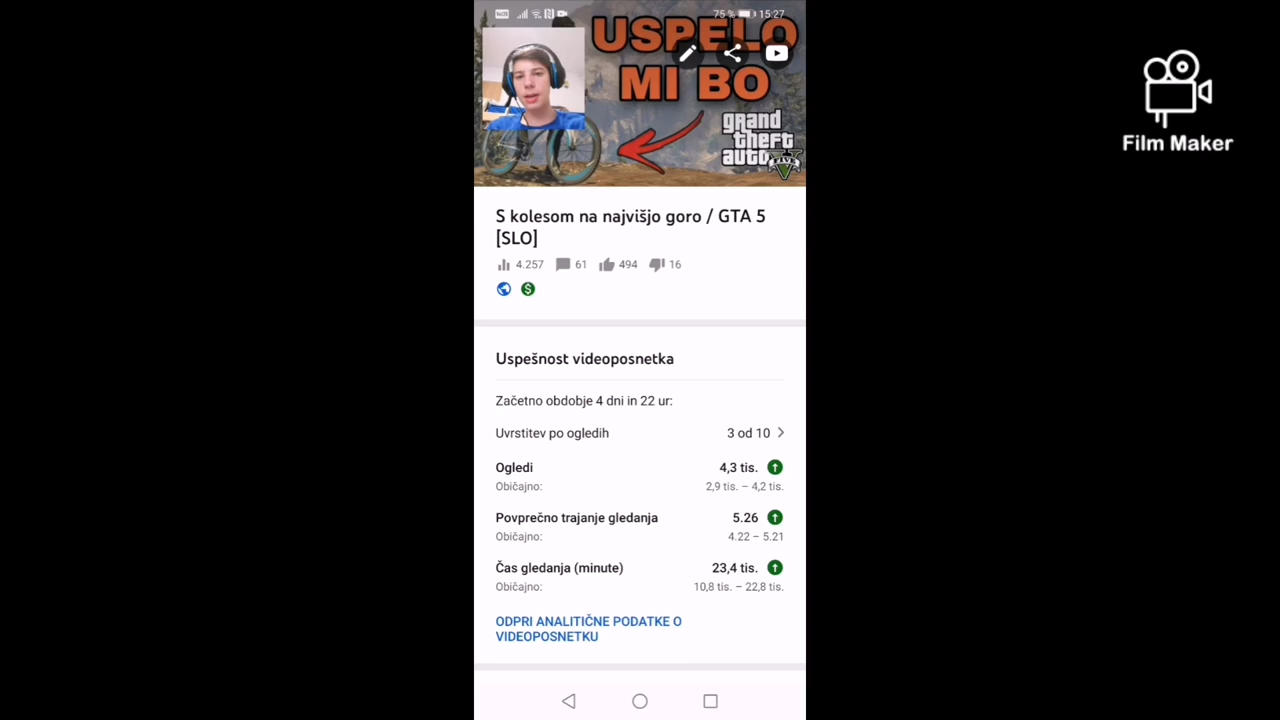 75 % 15:27
USPELO
MI BO
grand
theft
auto
FIVE
Film Maker
S kolesom na najvišjo goro / GTA 5
[SLO]
4.257 61 494 16
Uspešnost videoposnetka
Začetno obdobje 4 dni in 22 ur:
Uvrstitev po ogledih 3 od 10
Ogledi 4,3 tis.
Običajno: 2,9 tis. – 4,2 tis.
Povprečno trajanje gledanja 5.26
Običajno: 4.22 – 5.21
Čas gledanja (minute) 23,4 tis.
Običajno: 10,8 tis. – 22,8 tis.
ODPRI ANALITIČNE PODATKE O
VIDEOPOSNETKU